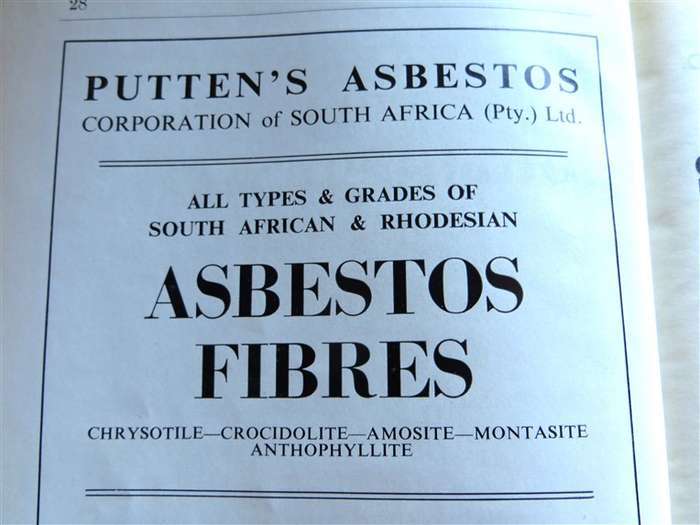 28
PUTTEN'S ASBESTOS
CORPORATION of SOUTH AFRICA (Pty.) Ltd.
ALL TYPES & GRADES OF
SOUTH AFRICAN & RHODESIAN
ASBESTOS
FIBRES
CHRYSOTILE—CROCIDOLITE—AMOSITE—MONTASITE
ANTHOPHYLLITE